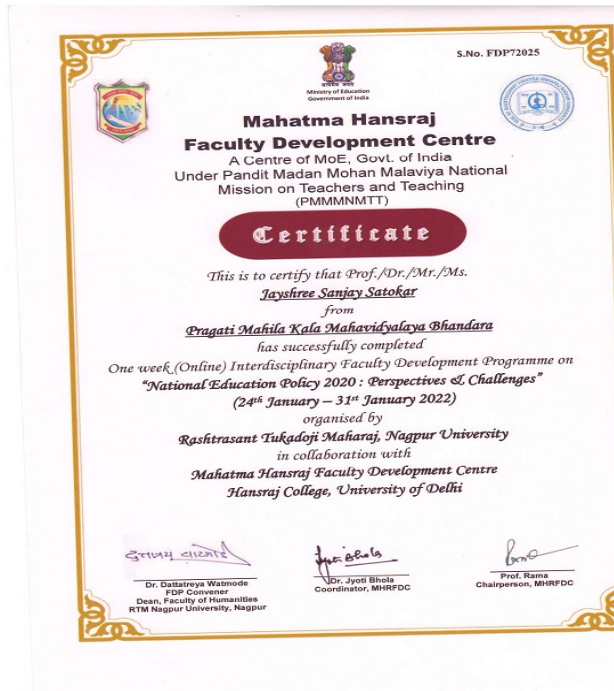 S.No. FDP72025
सत्यमेव जयते
Ministry of Education
Government of India
Mahatma Hansraj
Faculty Development Centre
A Centre of MoE, Govt. of India
Under Pandit Madan Mohan Malaviya National
Mission on Teachers and Teaching
(PMMMNMTT)
Certificate
This is to certify that Prof./Dr./Mr./Ms.
Jayshree Sanjay Satokar
from
Pragati Mahila Kala Mahavidyalaya Bhandara
has successfully completed
One week (Online) Interdisciplinary Faculty Development Programme on
“National Education Policy 2020 : Perspectives & Challenges”
(24th January – 31st January 2022)
organised by
Rashtrasant Tukadoji Maharaj, Nagpur University
in collaboration with
Mahatma Hansraj Faculty Development Centre
Hansraj College, University of Delhi
Jyoti Bhola
Dr. Dattatreya Watmode
FDP Convener
Dean, Faculty of Humanities
RTM Nagpur University, Nagpur
Dr. Jyoti Bhola
Coordinator, MHRFDC
Prof. Rama
Chairperson, MHRFDC